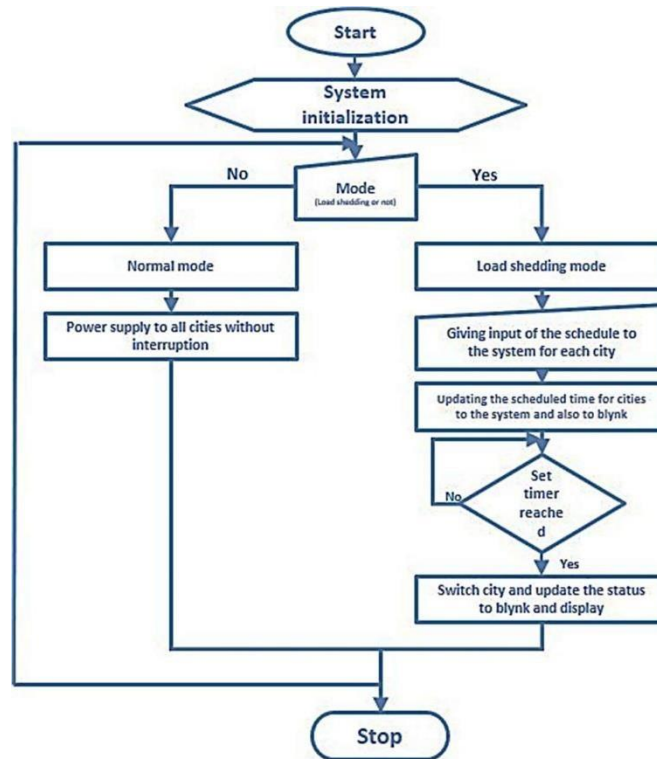 Start
System
initialization
No
Yes
Mode
(Load shedding or not)
Normal mode
Load shedding mode
Power supply to all cities without
interruption
Giving input of the schedule to
the system for each city
Updating the scheduled time for cities
to the system and also to blynk
Set
timer
reache
d
No
Yes
Switch city and update the status
to blynk and display
Stop